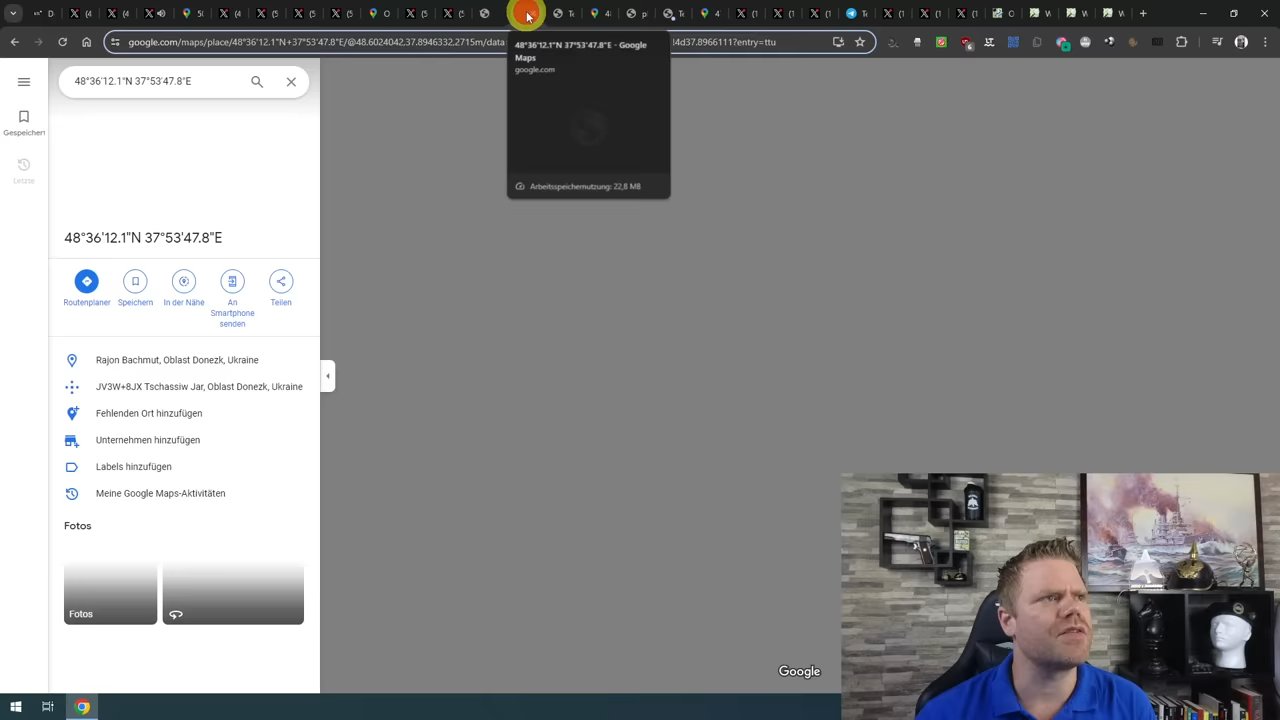 google.com/maps/place/48°36'12.1"N+37°53'47.8"E/@48.6024042,37.8946332,2715m/data
!4d37.8966111?entry=ttu
48°36'12.1"N 37°53'47.8"E - Google
Maps
google.com
Arbeitsspeichernutzung: 22,8 MB
48°36'12.1"N 37°53'47.8"E
Gespeichert
Letzte
48°36'12.1"N 37°53'47.8"E
Routenplaner
Speichern
In der Nähe
An
Smartphone
senden
Teilen
Rajon Bachmut, Oblast Donezk, Ukraine
JV3W+8JX Tschassiw Jar, Oblast Donezk, Ukraine
Fehlenden Ort hinzufügen
Unternehmen hinzufügen
Labels hinzufügen
Meine Google Maps-Aktivitäten
Fotos
Fotos
Google